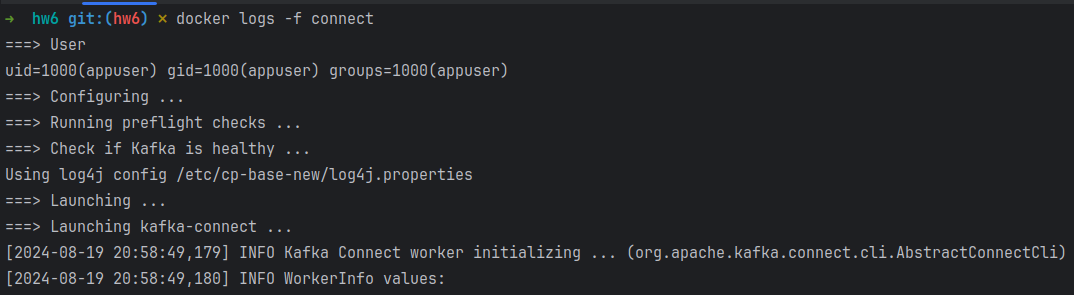 → hw6 git:(hw6) × docker logs -f connect
===> User
uid=1000(appuser) gid=1000(appuser) groups=1000(appuser)
===> Configuring ...
===> Running preflight checks ...
===> Check if Kafka is healthy ...
Using log4j config /etc/cp-base-new/log4j.properties
===> Launching ...
===> Launching kafka-connect ...
[2024-08-19 20:58:49,179] INFO Kafka Connect worker initializing ... (org.apache.kafka.connect.cli.AbstractConnectCli)
[2024-08-19 20:58:49,180] INFO WorkerInfo values: